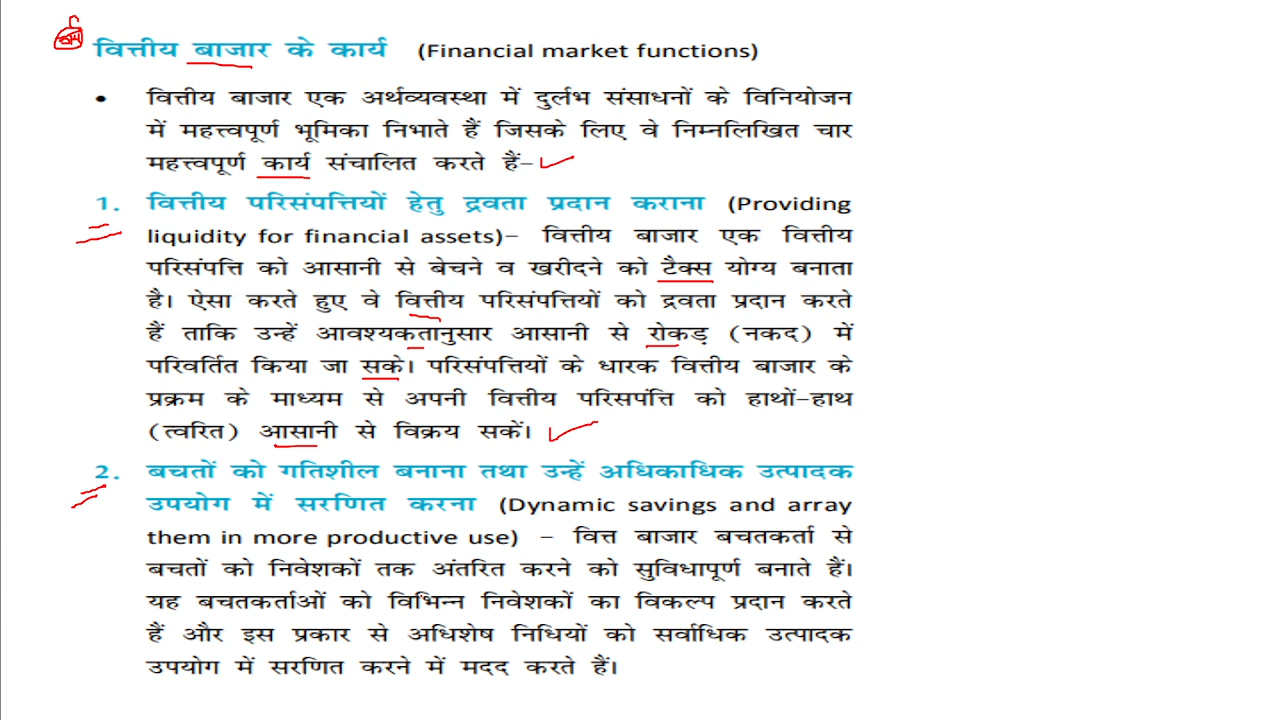 वित्तीय बाजार के कार्य (Financial market functions)
• वित्तीय बाजार एक अर्थव्यवस्था में दुर्लभ संसाधनों के विनियोजन
में महत्त्वपूर्ण भूमिका निभाते हैं जिसके लिए वे निम्नलिखित चार
महत्त्वपूर्ण कार्य संचालित करते हैं–
1. वित्तीय परिसंपत्तियों हेतु द्रवता प्रदान कराना (Providing
liquidity for financial assets)– वित्तीय बाजार एक वित्तीय
परिसंपत्ति को आसानी से बेचने व खरीदने को टैक्स योग्य बनाता
है। ऐसा करते हुए वे वित्तीय परिसंपत्तियों को द्रवता प्रदान करते
हैं ताकि उन्हें आवश्यकतानुसार आसानी से रोकड़ (नकद) में
परिवर्तित किया जा सके। परिसंपत्तियों के धारक वित्तीय बाजार के
प्रक्रम के माध्यम से अपनी वित्तीय परिसपंत्ति को हाथों–हाथ
(त्वरित) आसानी से विक्रय सकें।
2. बचतों को गतिशील बनाना तथा उन्हें अधिकाधिक उत्पादक
उपयोग में सरणित करना (Dynamic savings and array
them in more productive use) – वित्त बाजार बचतकर्ता से
बचतों को निवेशकों तक अंतरित करने को सुविधापूर्ण बनाते हैं।
यह बचतकर्ताओं को विभिन्न निवेशकों का विकल्प प्रदान करते
हैं और इस प्रकार से अधिशेष निधियों को सर्वाधिक उत्पादक
उपयोग में सरणित करने में मदद करते हैं।